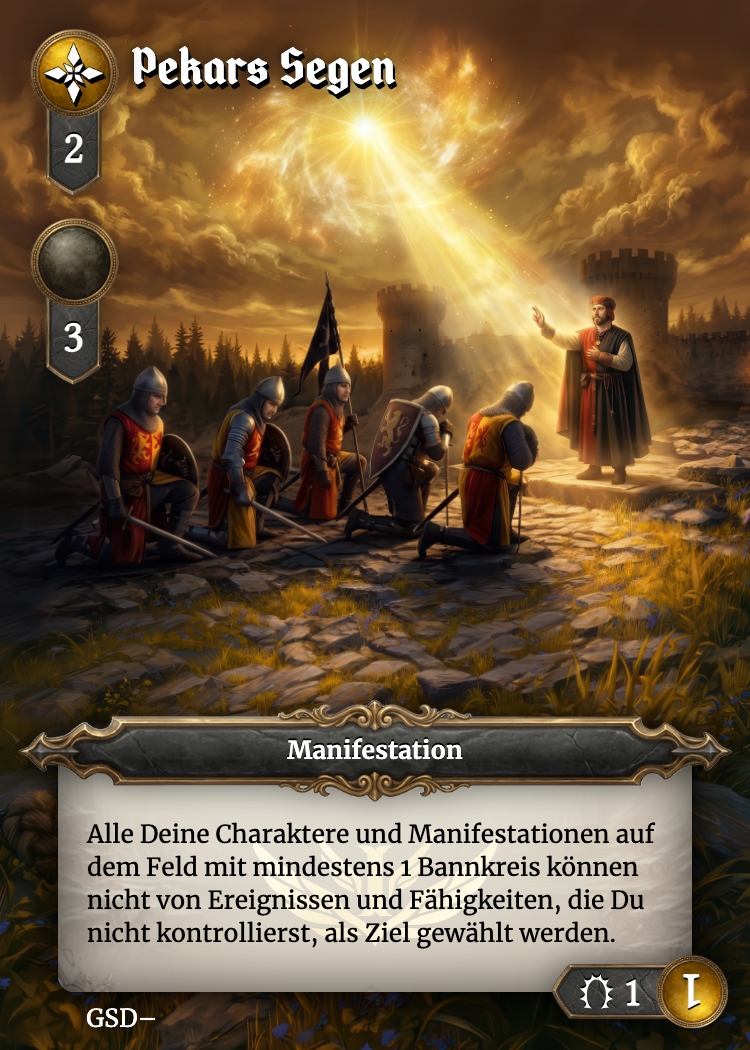 Pekars Segen
2
3
Manifestation
Alle Deine Charaktere und Manifestationen auf
dem Feld mit mindestens 1 Bannkreis können
nicht von Ereignissen und Fähigkeiten, die Du
nicht kontrollierst, als Ziel gewählt werden.
1
GSD–